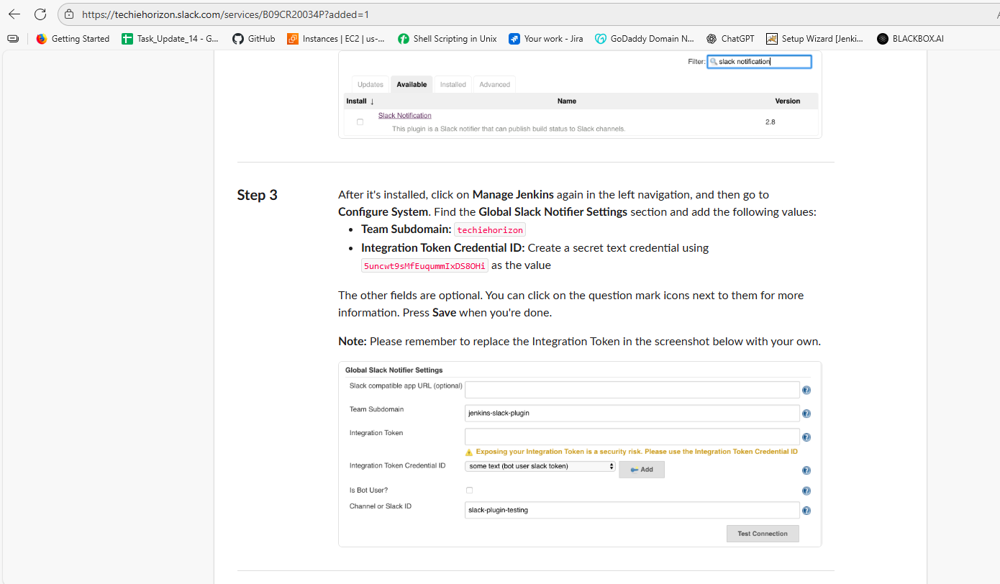 https://techiehorizon.slack.com/services/B09CR20034P?added=1
Getting Started
Task_Update_14 - G...
GitHub
Instances | EC2 | us-...
Shell Scripting in Unix
Your work - Jira
GoDaddy Domain N...
ChatGPT
Setup Wizard [Jenki...
BLACKBOX.AI
Filter: slack notification
Updates Available Installed Advanced
Install ↓ Name Version
Slack Notification
This plugin is a Slack notifier that can publish build status to Slack channels.
2.8
Step 3
After it's installed, click on Manage Jenkins again in the left navigation, and then go to
Configure System. Find the Global Slack Notifier Settings section and add the following values:
• Team Subdomain: techiehorizon
• Integration Token Credential ID: Create a secret text credential using
5uncwt9sMfEuqummIxDS8OHi as the value
The other fields are optional. You can click on the question mark icons next to them for more
information. Press Save when you're done.
Note: Please remember to replace the Integration Token in the screenshot below with your own.
Global Slack Notifier Settings
Slack compatible app URL (optional)
Team Subdomain jenkins-slack-plugin
Integration Token
Exposing your Integration Token is a security risk. Please use the Integration Token Credential ID
Integration Token Credential ID some text (bot user slack token) Add
Is Bot User?
Channel or Slack ID slack-plugin-testing
Test Connection